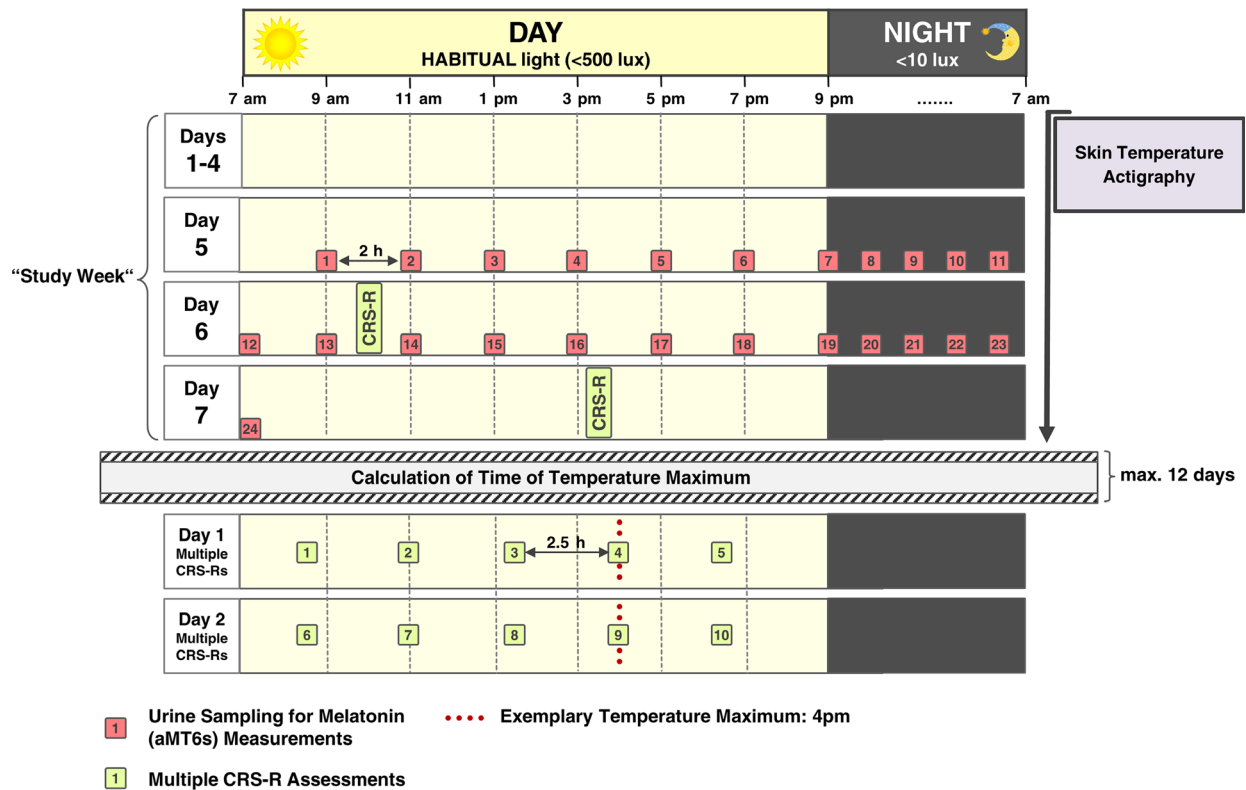 DAY
HABITUAL light (<500 lux)
NIGHT
<10 lux
7 am 9 am 11 am 1 pm 3 pm 5 pm 7 pm 9 pm ....... 7 am
Days
1-4
Skin Temperature
Actigraphy
“Study Week“
Day
5
2 h
1 2 3 4 5 6 7 8 9 10 11
Day
6
CRS-R
12 13 14 15 16 17 18 19 20 21 22 23
Day
7
CRS-R
24
Calculation of Time of Temperature Maximum
max. 12 days
Day 1
Multiple
CRS-Rs
2.5 h
1 2 3 4 5
Day 2
Multiple
CRS-Rs
6 7 8 9 10
1 Urine Sampling for Melatonin
(aMT6s) Measurements
Exemplary Temperature Maximum: 4pm
1 Multiple CRS-R Assessments